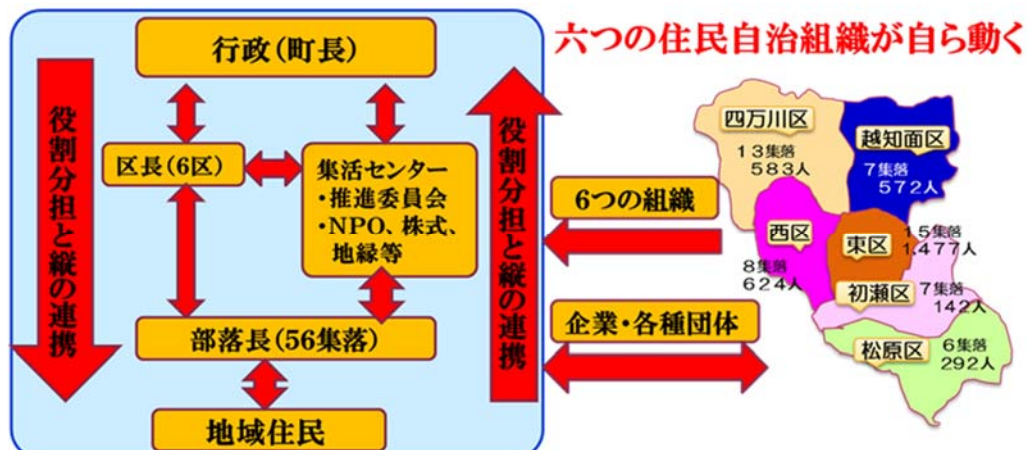 六つの住民自治組織が自ら動く
行政（町長）
役割分担と縦の連携
区長（6区）
集活センター
・推進委員会
・NPO、株式、
地縁等
部落長（56集落）
地域住民
役割分担と縦の連携
6つの組織
企業・各種団体
四万川区
13集落
583人
越知面区
7集落
572人
西区
8集落
624人
東区
15集落
1,477人
初瀬区
7集落
142人
松原区
6集落
292人